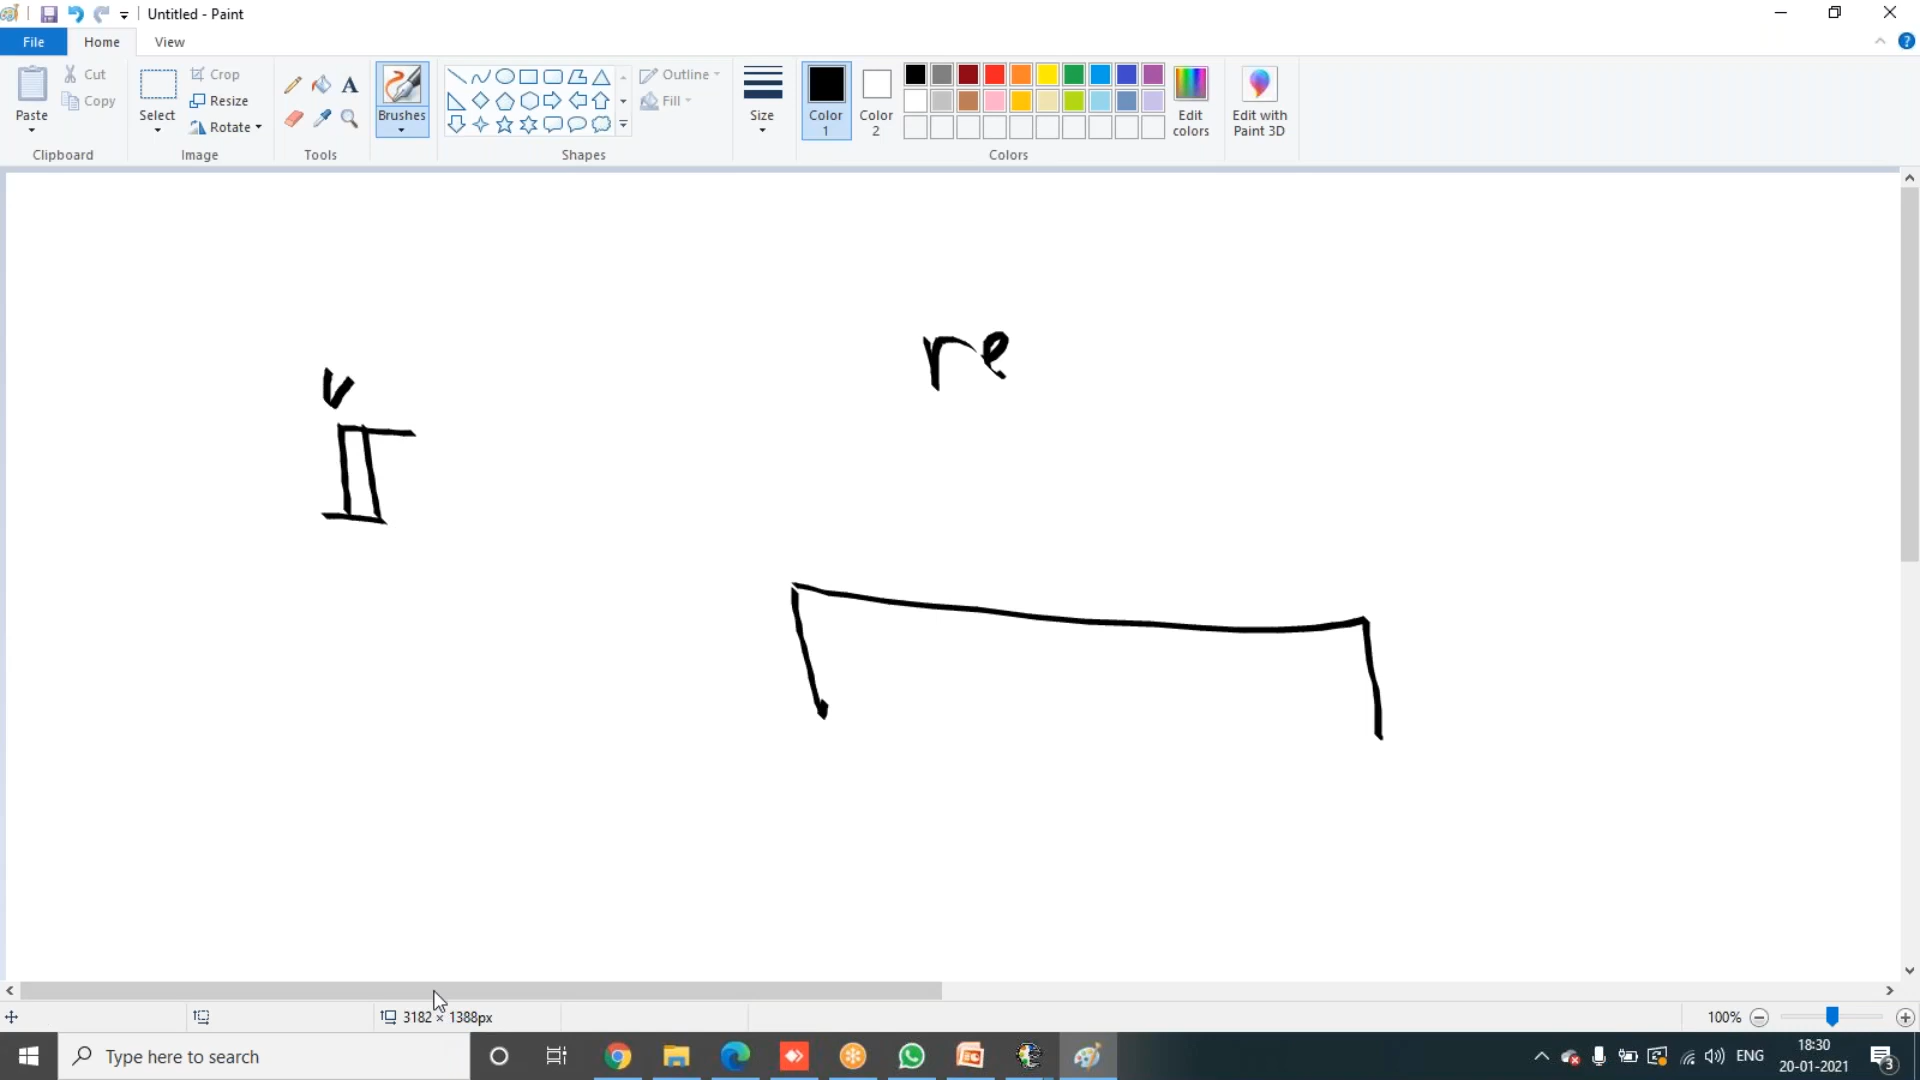 Untitled - Paint
File Home View
Paste Cut Copy Clipboard
Select Crop Resize Rotate Image
Tools
Brushes
Shapes
Outline Fill
Size
Color 1 Color 2
Edit colors
Colors
Edit with Paint 3D
re
v
3182 × 1388px
100%
Type here to search
ENG
18:30
20-01-2021
3